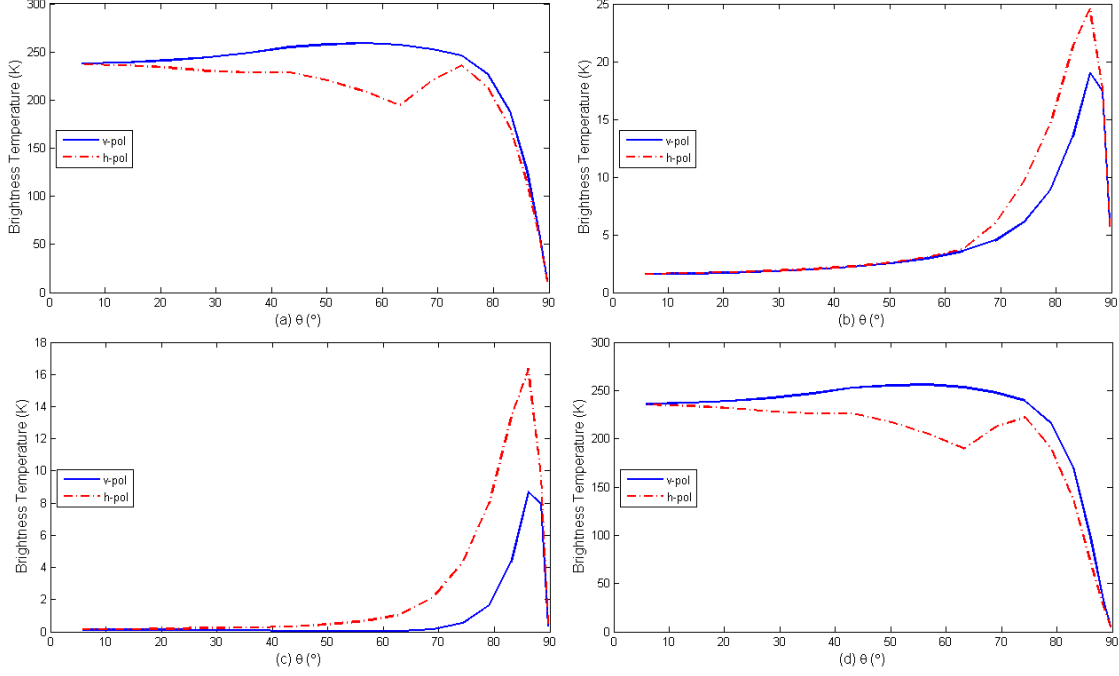 300
250
200
150
100
50
0
Brightness Temperature (K)
v-pol
h-pol
0 10 20 30 40 50 60 70 80 90
(a) θ (°)
25
20
15
10
5
0
Brightness Temperature (K)
v-pol
h-pol
0 10 20 30 40 50 60 70 80 90
(b) θ (°)
18
16
14
12
10
8
6
4
2
0
Brightness Temperature (K)
v-pol
h-pol
0 10 20 30 40 50 60 70 80 90
(c) θ (°)
300
250
200
150
100
50
0
Brightness Temperature (K)
v-pol
h-pol
0 10 20 30 40 50 60 70 80 90
(d) θ (°)